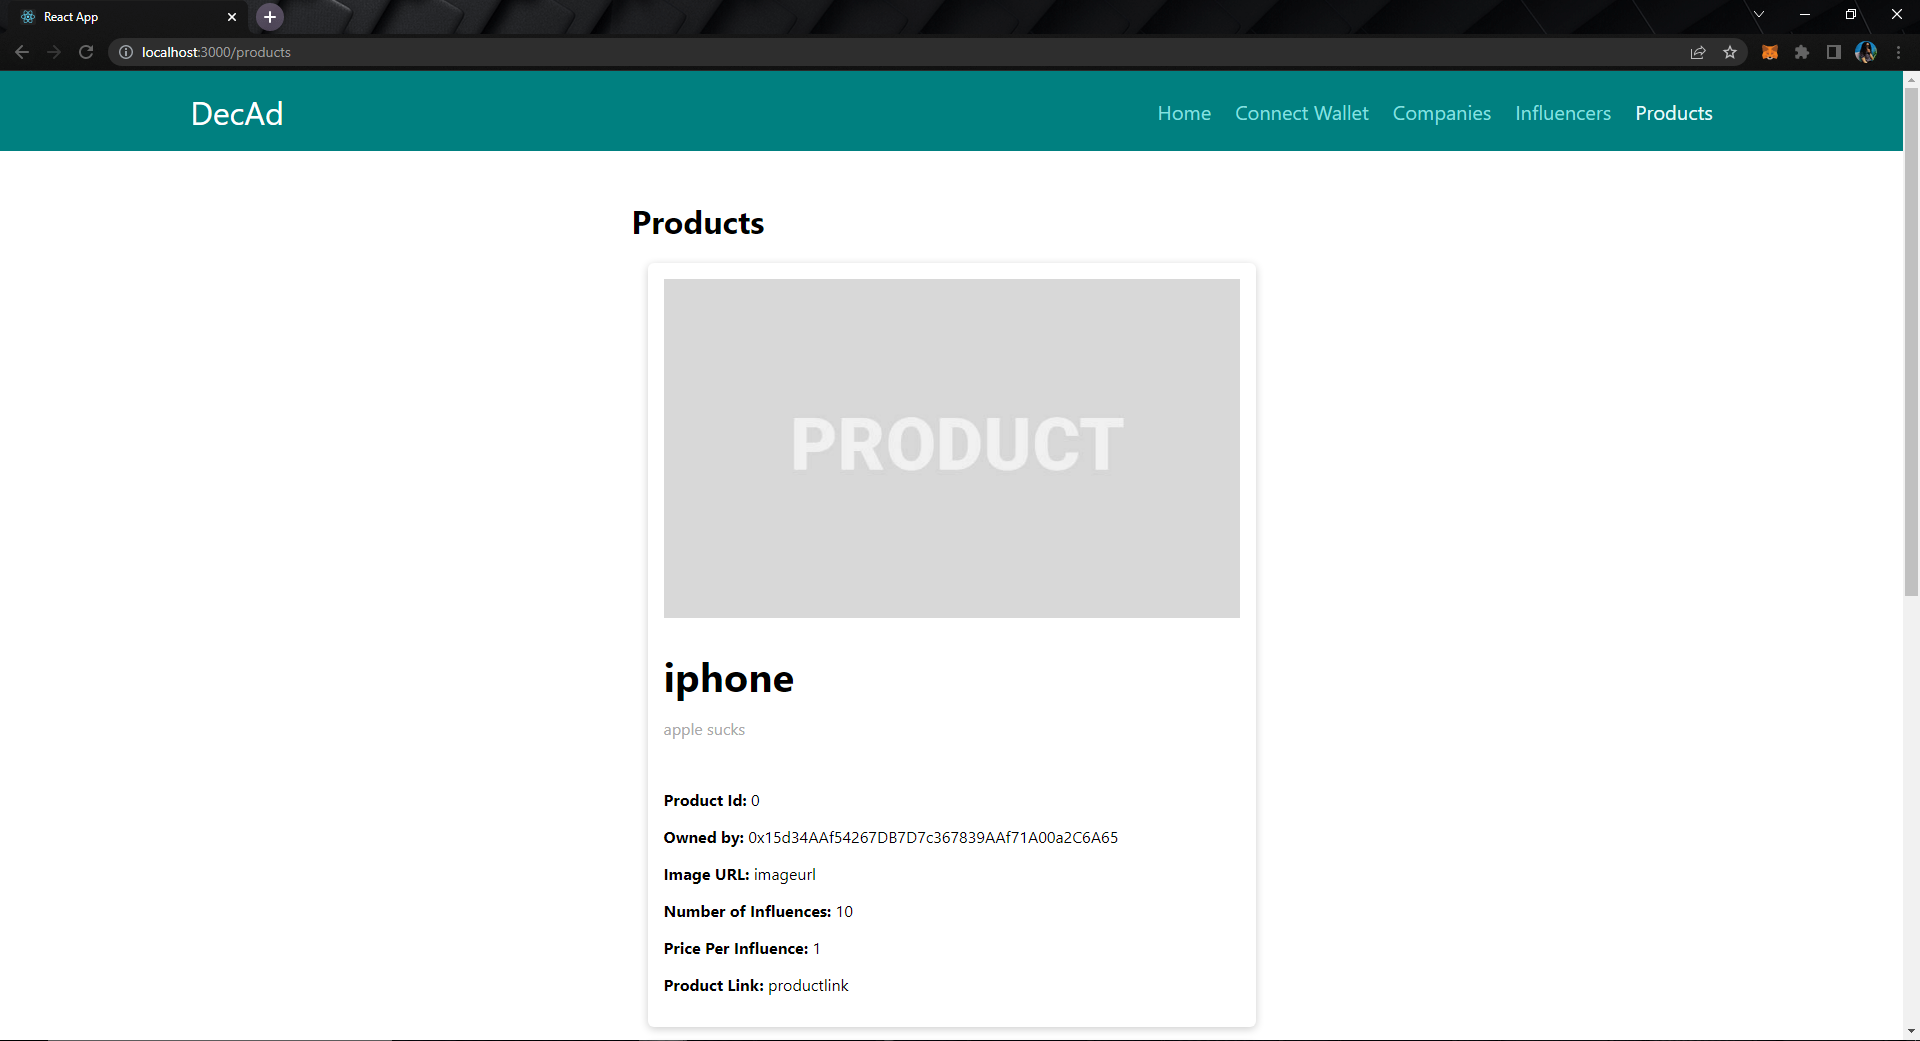 React App
localhost:3000/products
DecAd
Home Connect Wallet Companies Influencers Products
Products
PRODUCT
iphone
apple sucks
Product Id: 0
Owned by: 0x15d34AAf54267DB7D7c367839AAf71A00a2C6A65
Image URL: imageurl
Number of Influences: 10
Price Per Influence: 1
Product Link: productlink